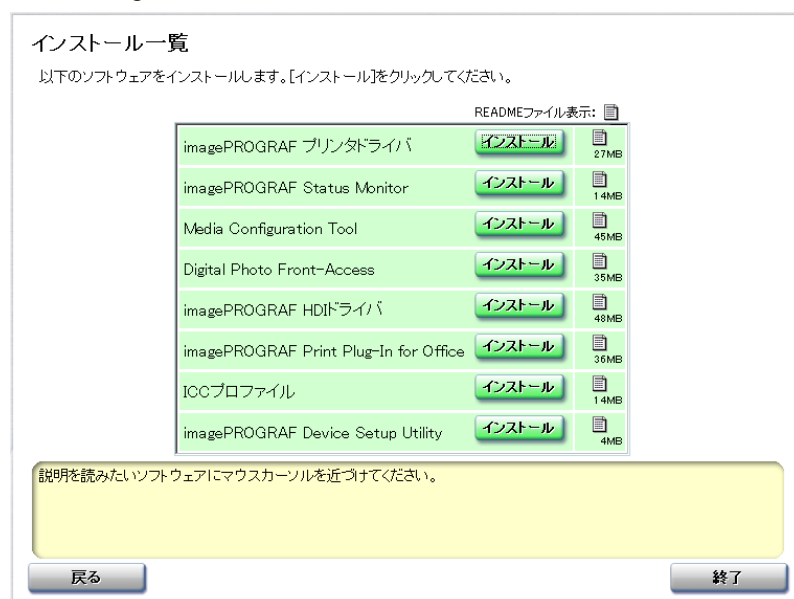 インストール一覧
以下のソフトウェアをインストールします。[インストール]をクリックしてください。
READMEファイル表示:
imagePROGRAF プリンタドライバ インストール 27MB
imagePROGRAF Status Monitor インストール 14MB
Media Configuration Tool インストール 45MB
Digital Photo Front-Access インストール 35MB
imagePROGRAF HDIドライバ インストール 48MB
imagePROGRAF Print Plug-In for Office インストール 36MB
ICCプロファイル インストール 14MB
imagePROGRAF Device Setup Utility インストール 4MB
説明を読みたいソフトウェアにマウスカーソルを近づけてください。
戻る 終了